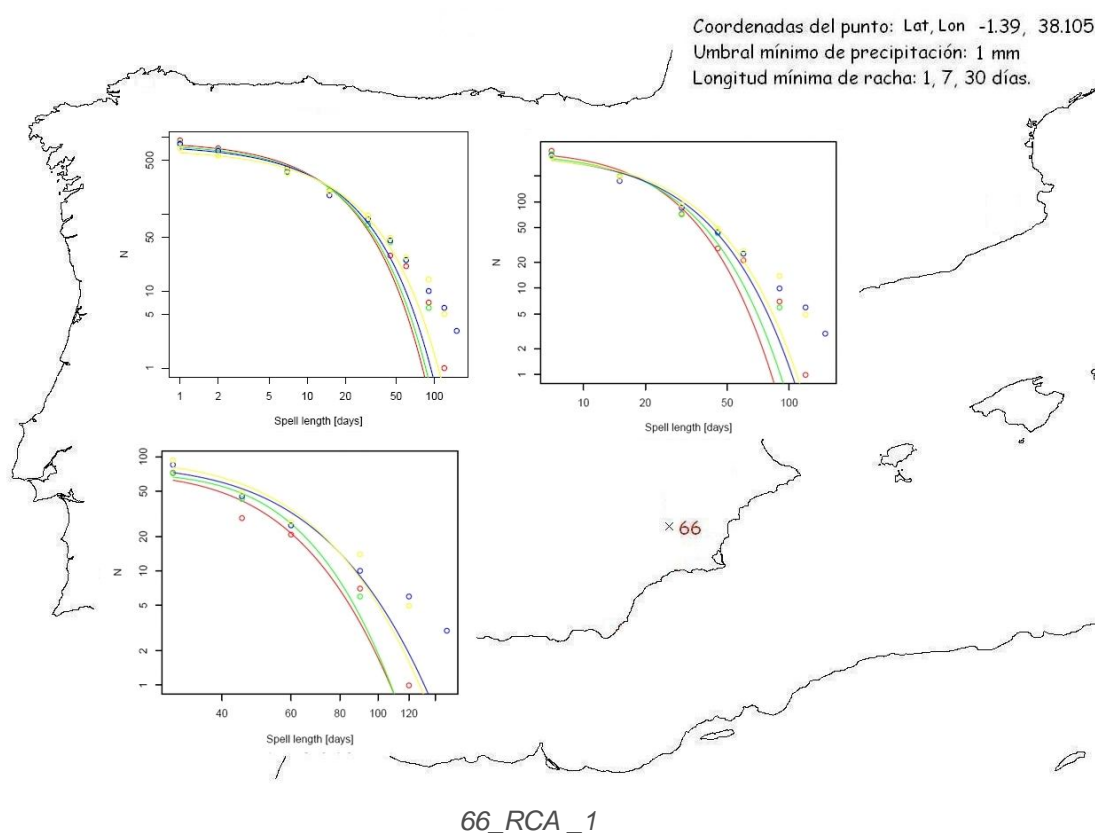 Coordenadas del punto: Lat, Lon -1.39, 38.105
Umbral mínimo de precipitación: 1 mm
Longitud mínima de racha: 1, 7, 30 días.
500
50
10
5
1
N
1 2 5 10 20 50 100
Spell length [days]
100
50
20
10
5
2
1
N
10 20 50 100
Spell length [days]
100
50
20
10
5
2
1
N
40 60 80 100 120
Spell length [days]
66
66_RCA _1